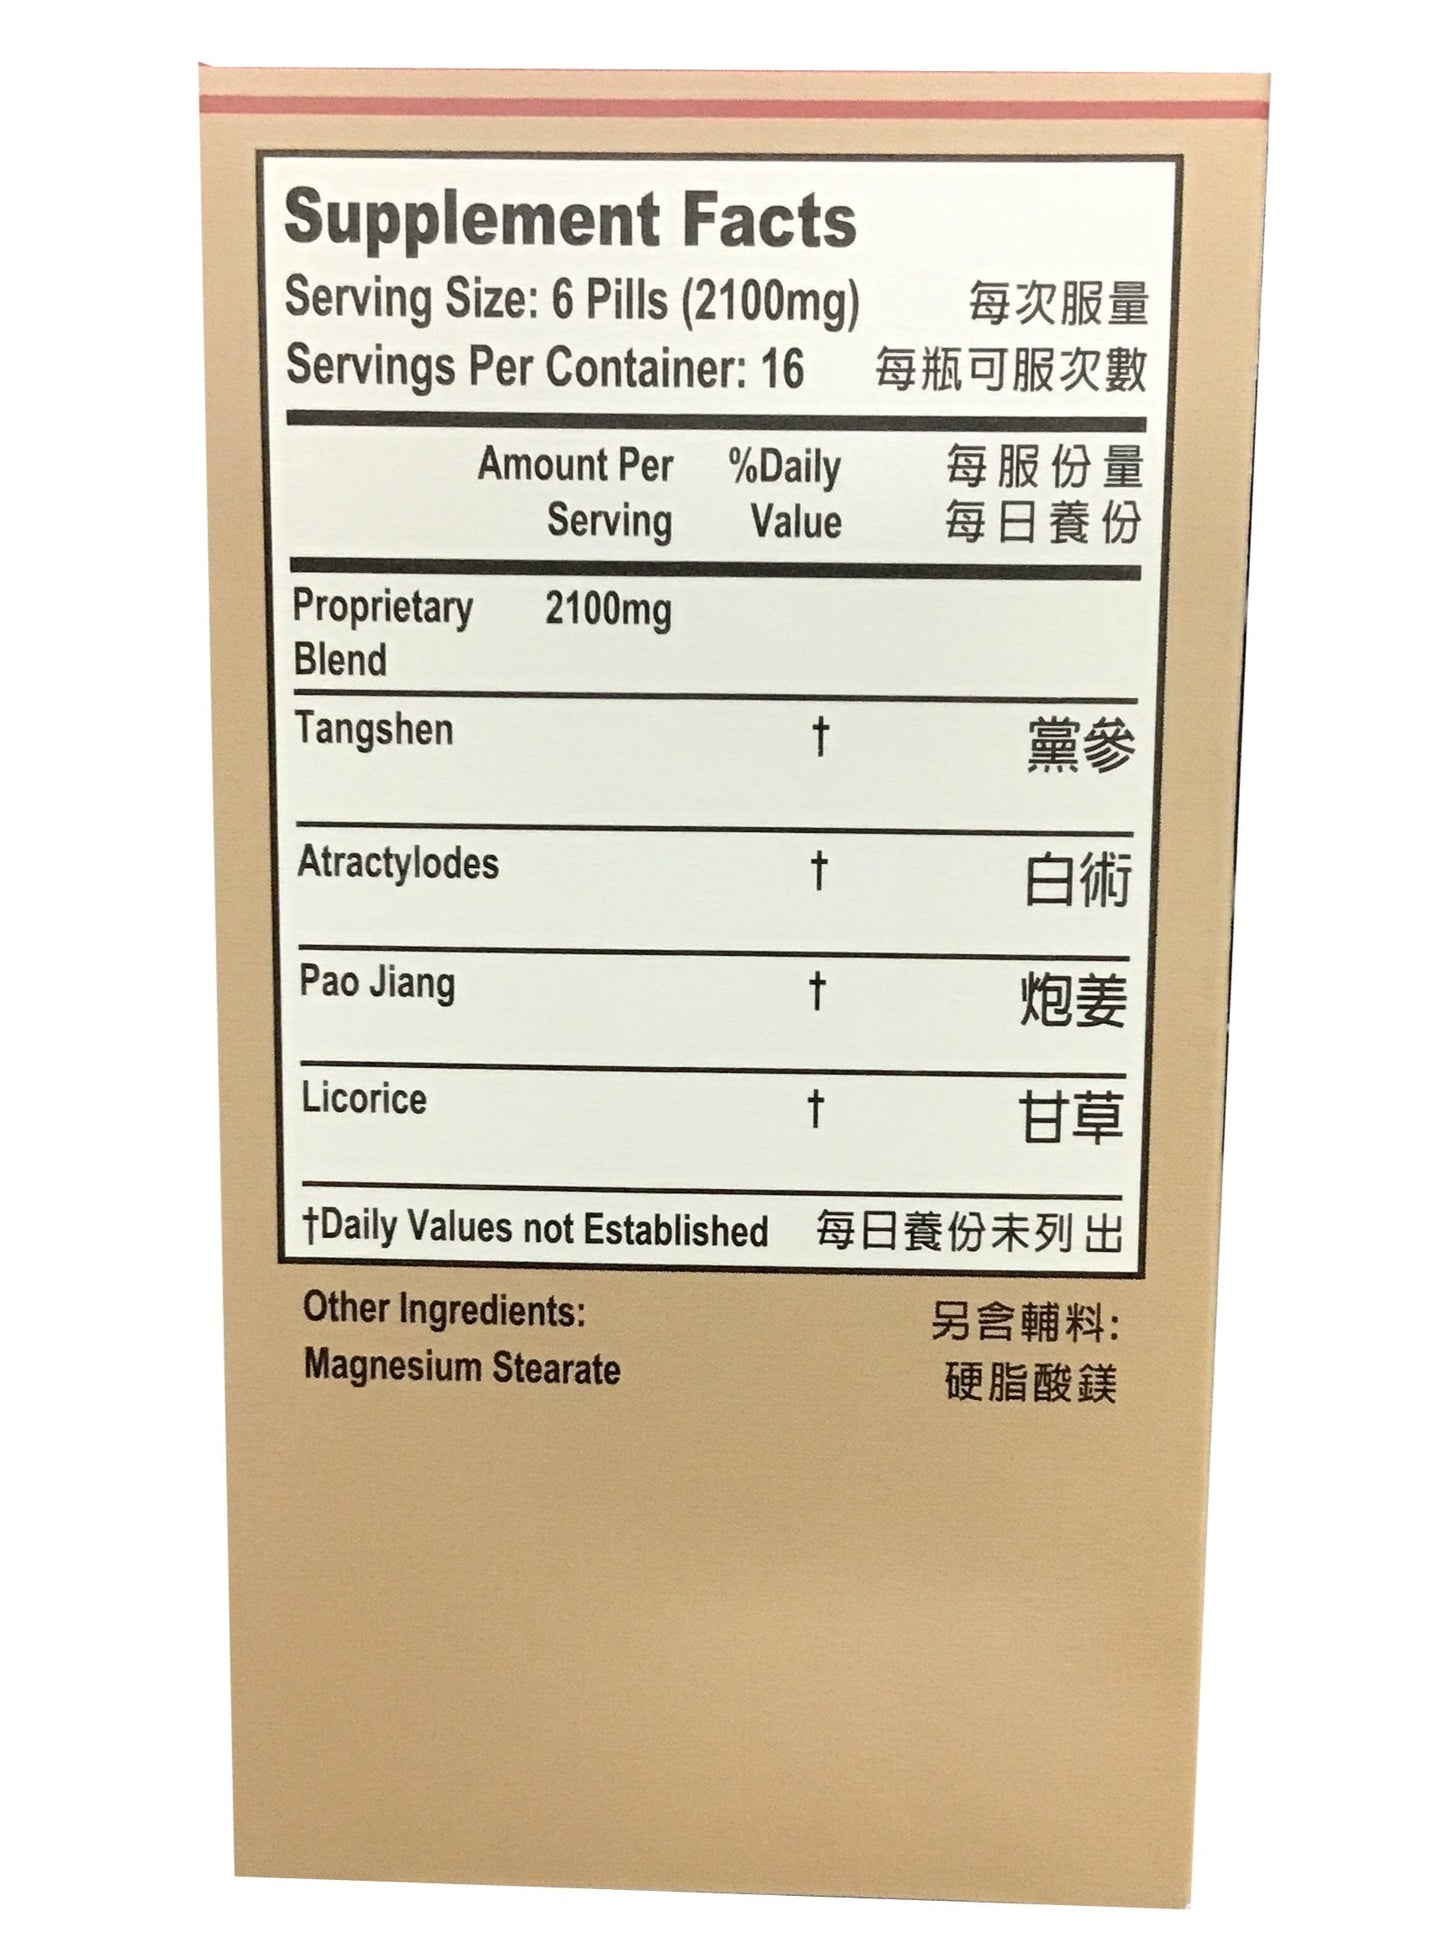 Supplement Facts
Serving Size: 6 Pills (2100mg) 每次服量
Servings Per Container: 16 每瓶可服次數
Amount Per %Daily 每服份量
Serving Value 每日養份
Proprietary 2100mg
Blend
Tangshen † 黨參
Atractylodes † 白術
Pao Jiang † 炮姜
Licorice † 甘草
†Daily Values not Established 每日養份未列出
Other Ingredients: 另含輔料:
Magnesium Stearate 硬脂酸鎂